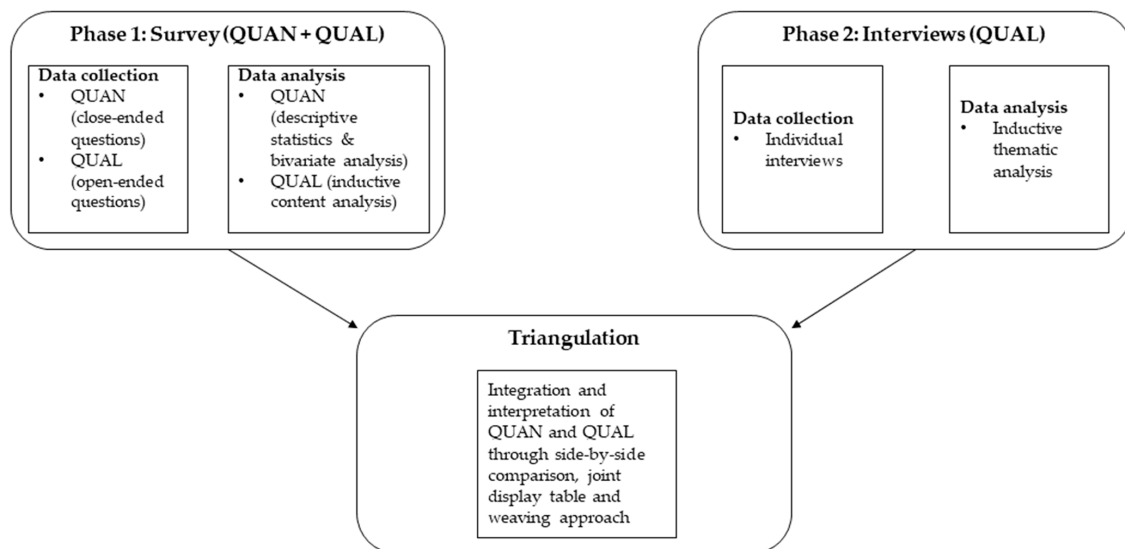 Phase 1: Survey (QUAN + QUAL)
Data collection
• QUAN
(close-ended
questions)
• QUAL
(open-ended
questions)
Data analysis
• QUAN
(descriptive
statistics &
bivariate analysis)
• QUAL (inductive
content analysis)
Phase 2: Interviews (QUAL)
Data collection
• Individual
interviews
Data analysis
• Inductive
thematic
analysis
Triangulation
Integration and
interpretation of
QUAN and QUAL
through side-by-side
comparison, joint
display table and
weaving approach